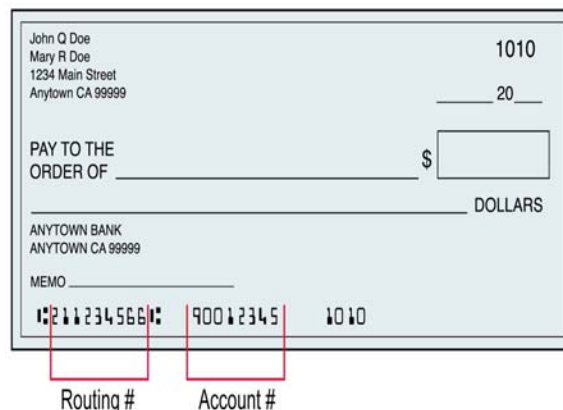 John Q Doe
Mary R Doe
1234 Main Street
Anytown CA 99999
1010
20
PAY TO THE
ORDER OF
$
DOLLARS
ANYTOWN BANK
ANYTOWN CA 99999
MEMO
⑆211234566⑆ 90012345 1010
Routing # Account #